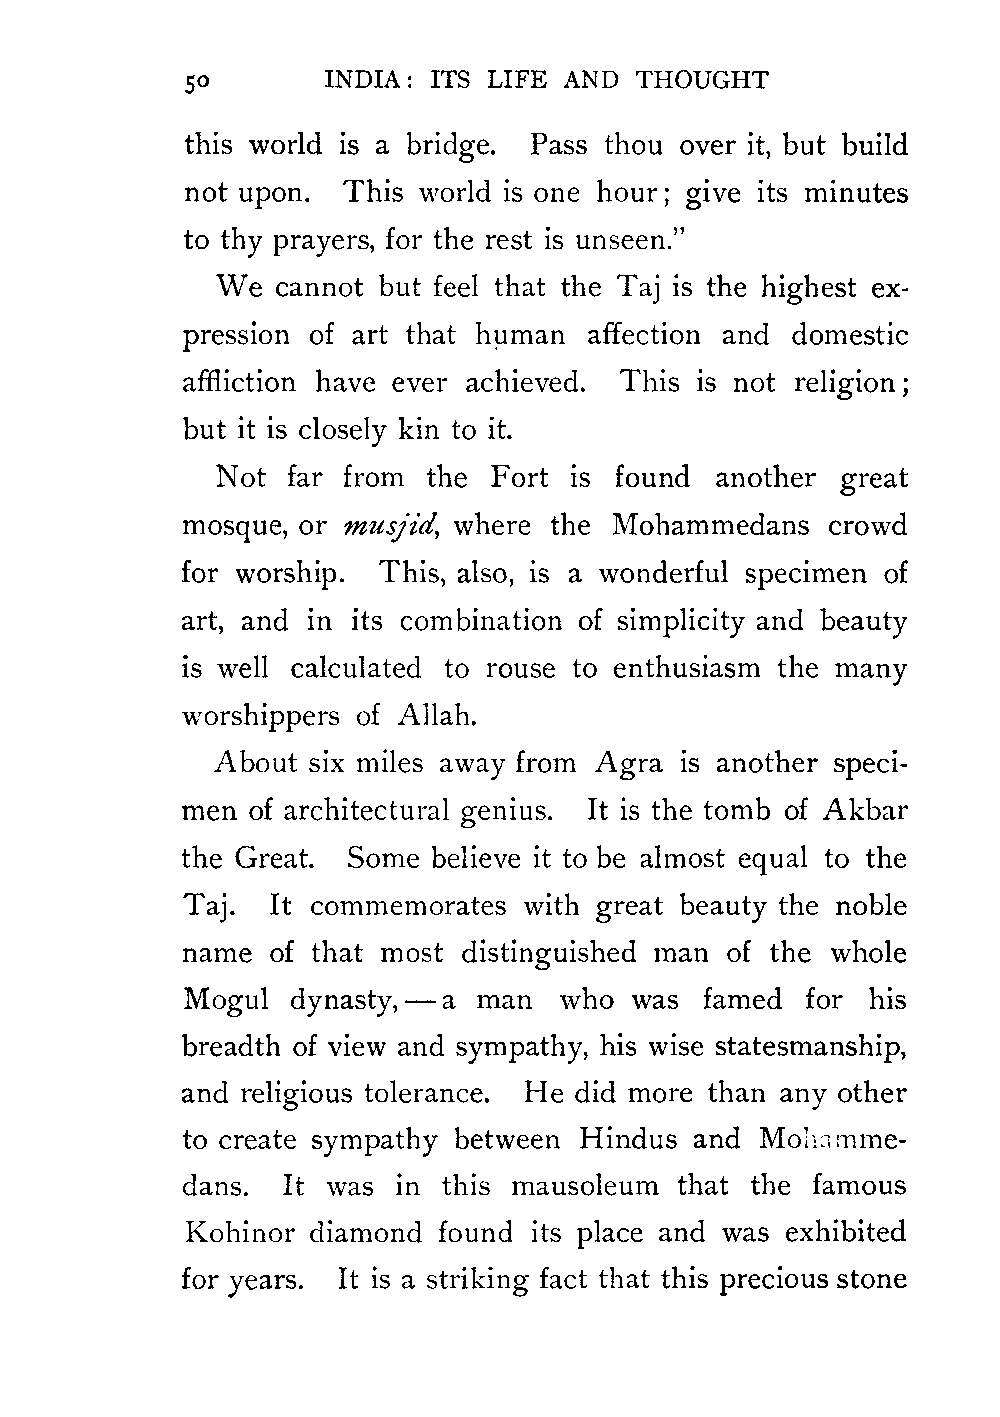 50 INDIA: ITS LIFE AND THOUGHT
this world is a bridge. Pass thou over it, but build
not upon. This world is one hour; give its minutes
to thy prayers, for the rest is unseen.”
We cannot but feel that the Taj is the highest ex-
pression of art that human affection and domestic
affliction have ever achieved. This is not religion;
but it is closely kin to it.
Not far from the Fort is found another great
mosque, or musjid, where the Mohammedans crowd
for worship. This, also, is a wonderful specimen of
art, and in its combination of simplicity and beauty
is well calculated to rouse to enthusiasm the many
worshippers of Allah.
About six miles away from Agra is another speci-
men of architectural genius. It is the tomb of Akbar
the Great. Some believe it to be almost equal to the
Taj. It commemorates with great beauty the noble
name of that most distinguished man of the whole
Mogul dynasty, — a man who was famed for his
breadth of view and sympathy, his wise statesmanship,
and religious tolerance. He did more than any other
to create sympathy between Hindus and Mohamme-
dans. It was in this mausoleum that the famous
Kohinor diamond found its place and was exhibited
for years. It is a striking fact that this precious stone